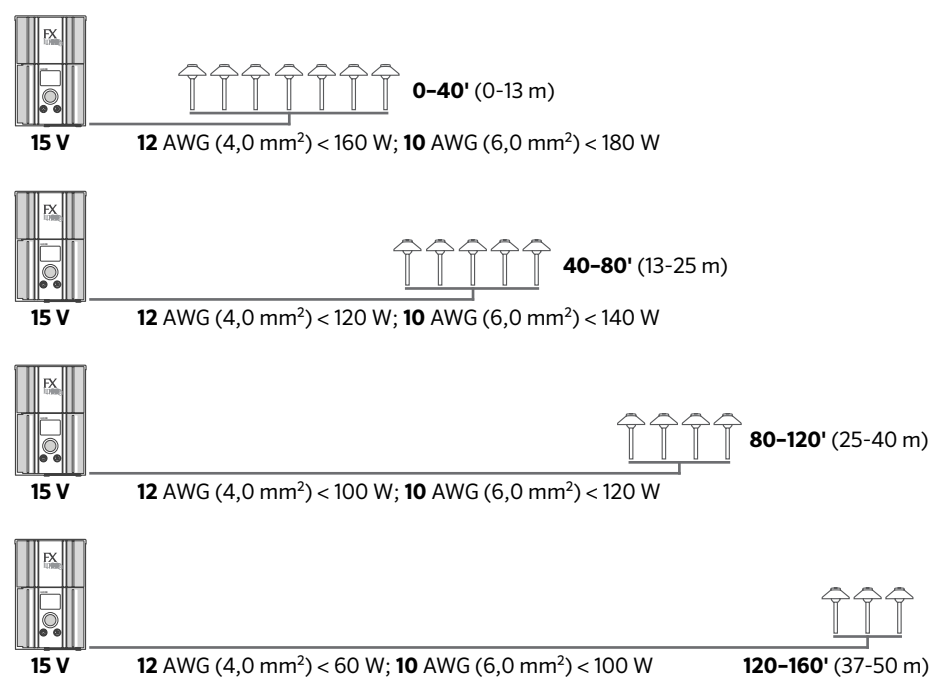 FX
0–40' (0-13 m)
15 V 12 AWG (4,0 mm²) < 160 W; 10 AWG (6,0 mm²) < 180 W
FX
40–80' (13-25 m)
15 V 12 AWG (4,0 mm²) < 120 W; 10 AWG (6,0 mm²) < 140 W
FX
80–120' (25-40 m)
15 V 12 AWG (4,0 mm²) < 100 W; 10 AWG (6,0 mm²) < 120 W
FX
15 V 12 AWG (4,0 mm²) < 60 W; 10 AWG (6,0 mm²) < 100 W 120–160' (37-50 m)